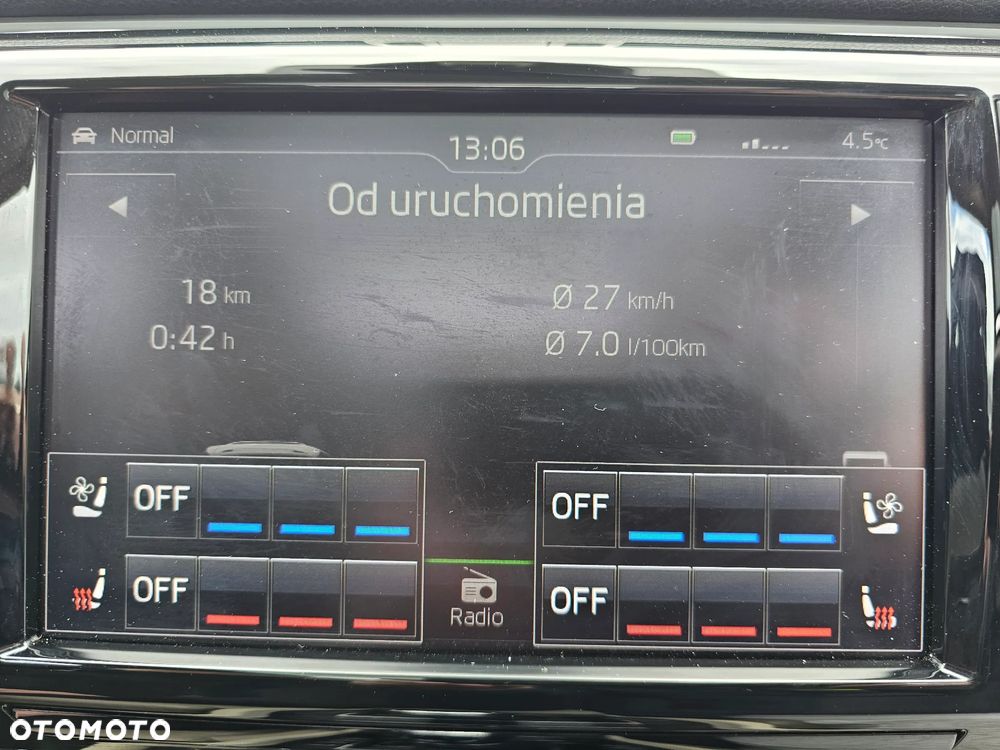 Normal
13:06
4.5°C
Od uruchomienia
18 km
Ø 27 km/h
0:42 h
Ø 7.0 l/100km
OFF
OFF
OFF
OFF
Radio
OTOMOTO